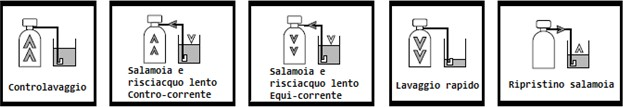 Controlavaggio
Salamoia e
risciacquo lento
Contro-corrente
Salamoia e
risciacquo lento
Equi-corrente
Lavaggio rapido
Ripristino salamoia